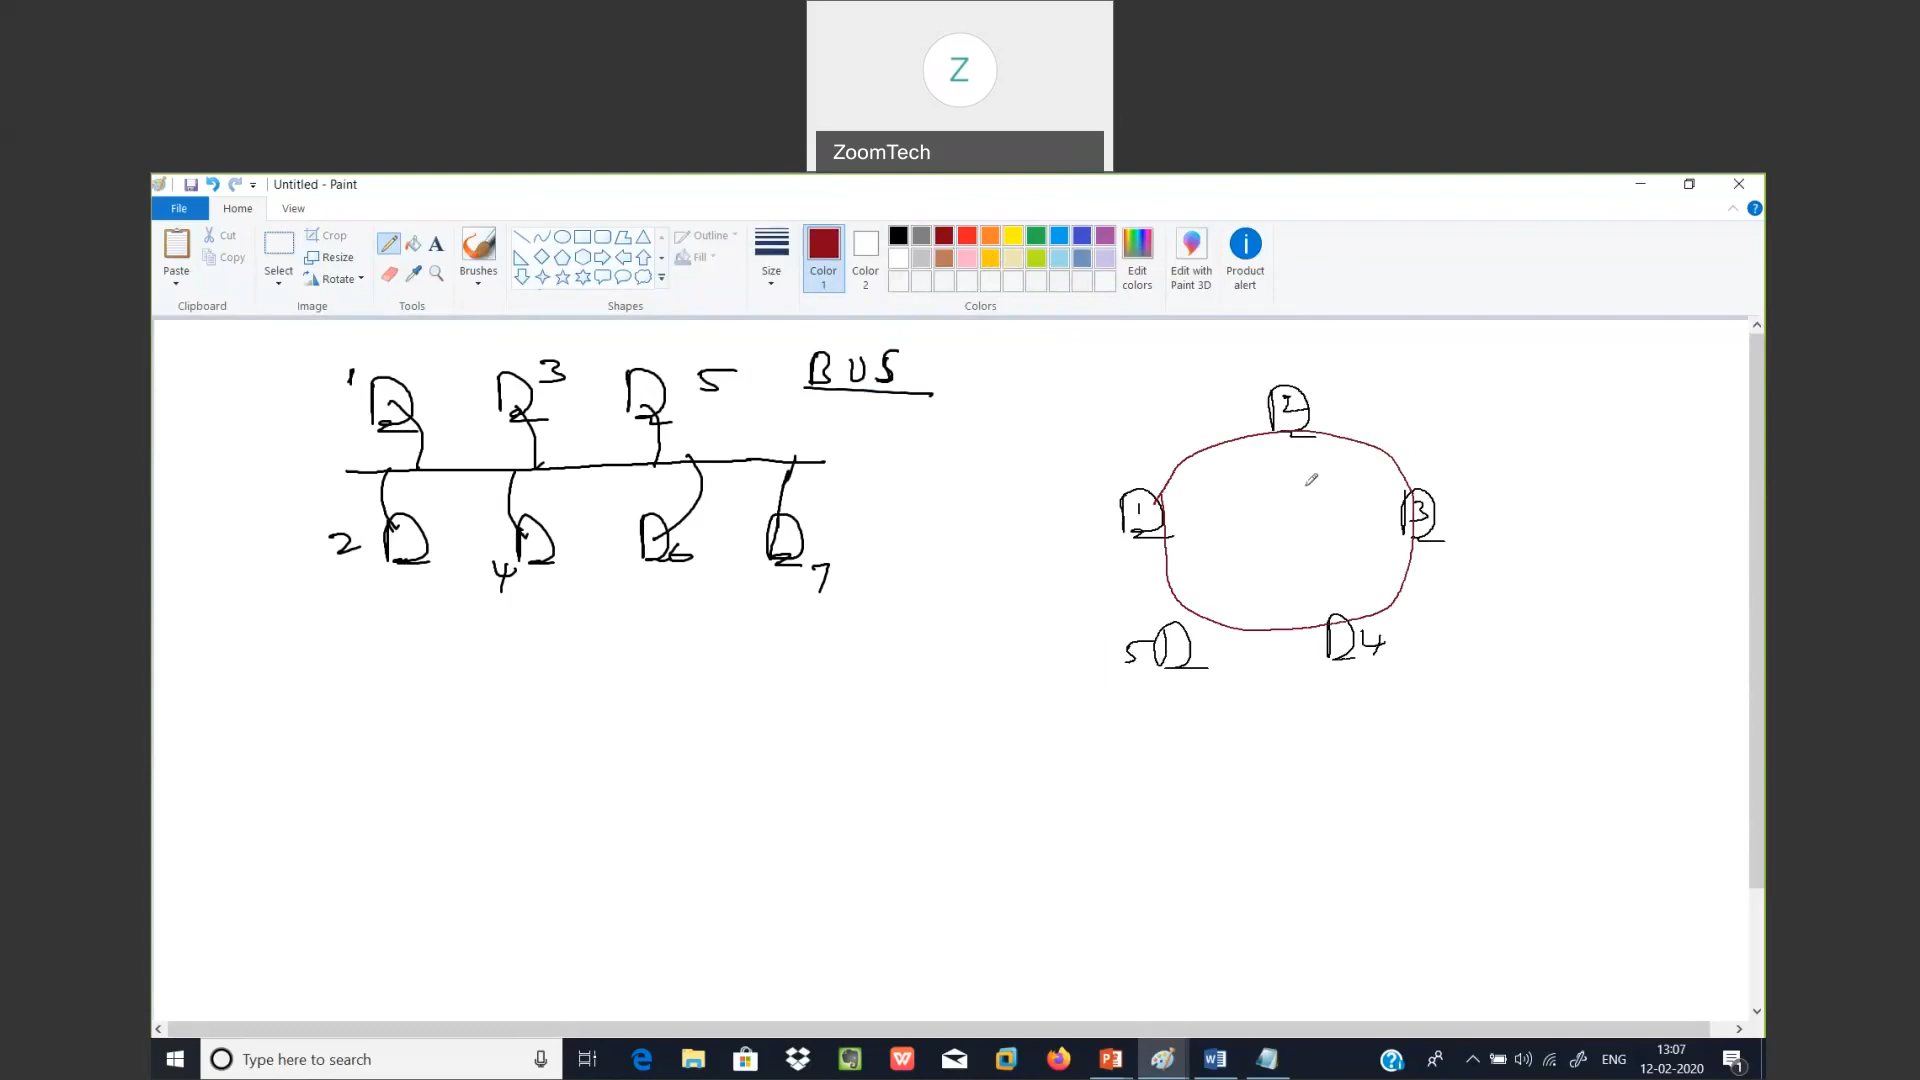 Z
ZoomTech
Untitled - Paint
File Home View
Paste
Cut
Copy
Clipboard
Select
Crop
Resize
Rotate
Image
A
Tools
Brushes
Outline
Fill
Shapes
Size
Color 1
Color 2
Edit colors
Colors
Edit with Paint 3D
Product alert
1 3 5 BUS
2 4 6 7
2
1 3
5 4
Type here to search
ENG
13:07
12-02-2020
1